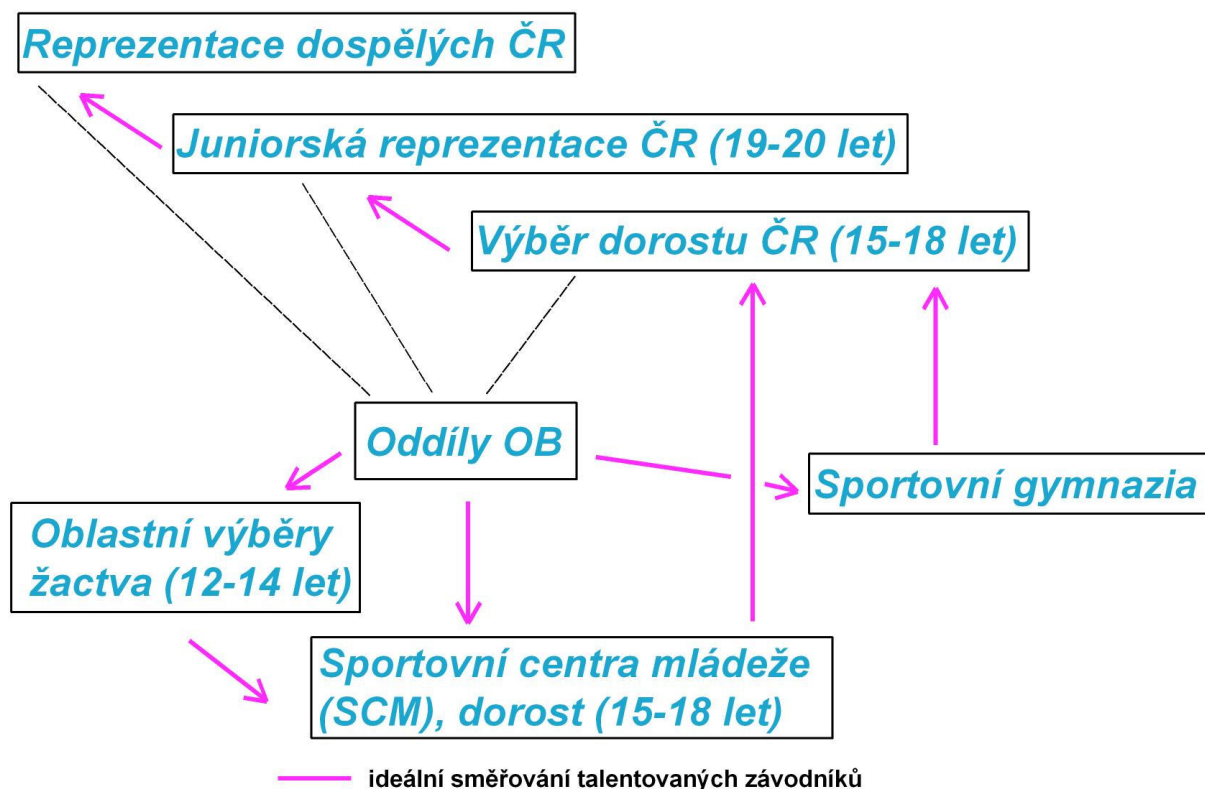 Reprezentace dospělých ČR
Juniorská reprezentace ČR (19-20 let)
Výběr dorostu ČR (15-18 let)
Oddíly OB
Sportovní gymnazia
Oblastní výběry
žactva (12-14 let)
Sportovní centra mládeže
(SCM), dorost (15-18 let)
ideální směřování talentovaných závodníků